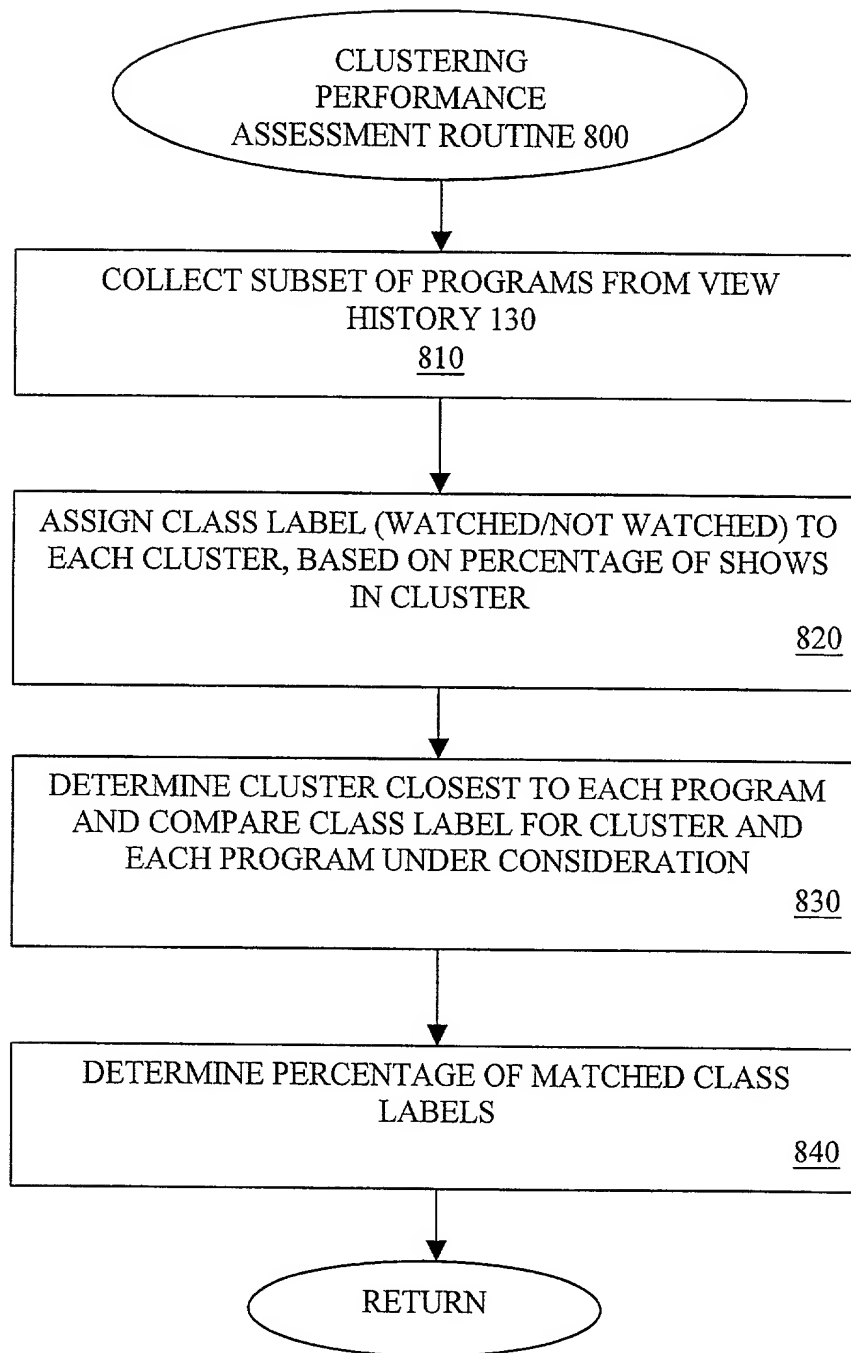 CLUSTERING
PERFORMANCE
ASSESSMENT ROUTINE 800
COLLECT SUBSET OF PROGRAMS FROM VIEW
HISTORY 130
810
ASSIGN CLASS LABEL (WATCHED/NOT WATCHED) TO
EACH CLUSTER, BASED ON PERCENTAGE OF SHOWS
IN CLUSTER
820
DETERMINE CLUSTER CLOSEST TO EACH PROGRAM
AND COMPARE CLASS LABEL FOR CLUSTER AND
EACH PROGRAM UNDER CONSIDERATION
830
DETERMINE PERCENTAGE OF MATCHED CLASS
LABELS
840
RETURN